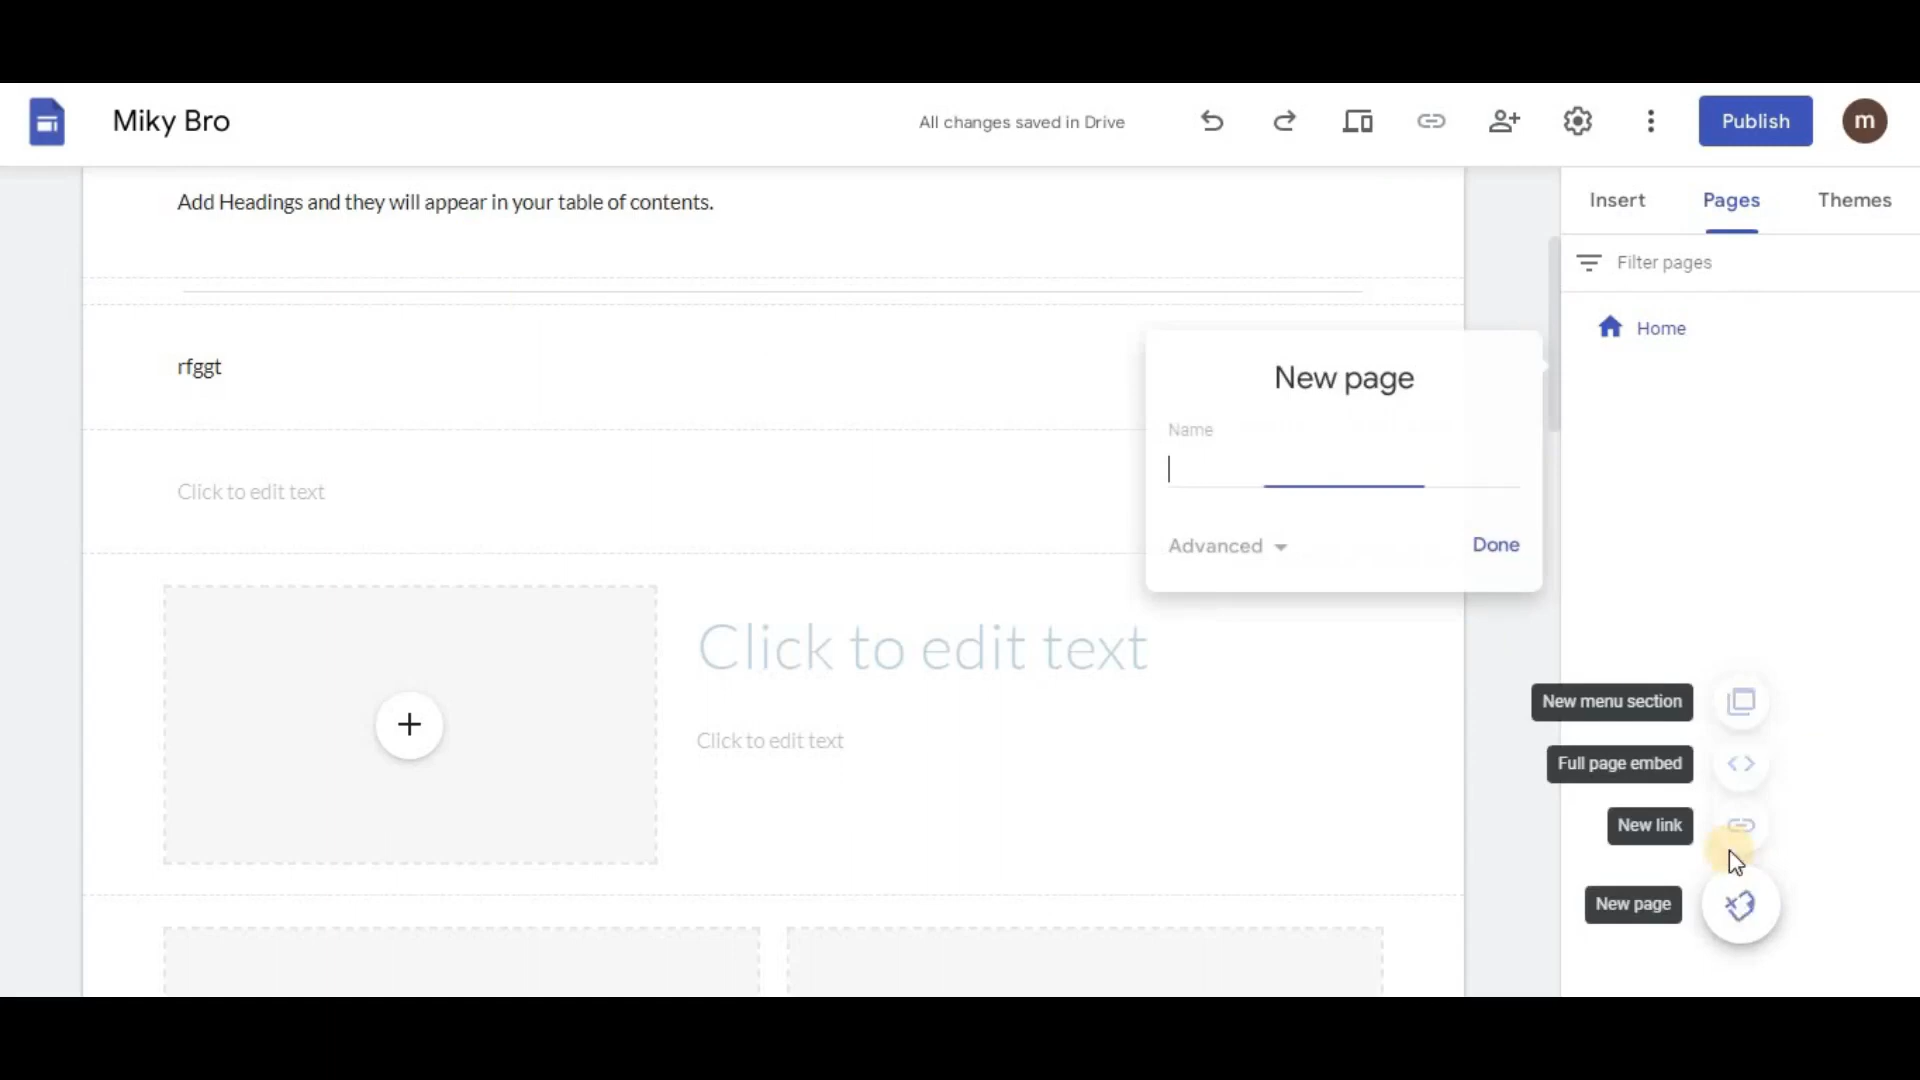 Miky Bro
All changes saved in Drive
Publish
m
Insert
Pages
Themes
Filter pages
Home
Add Headings and they will appear in your table of contents.
rfggt
Click to edit text
New page
Name
Advanced
Done
Click to edit text
Click to edit text
New menu section
Full page embed
New link
New page